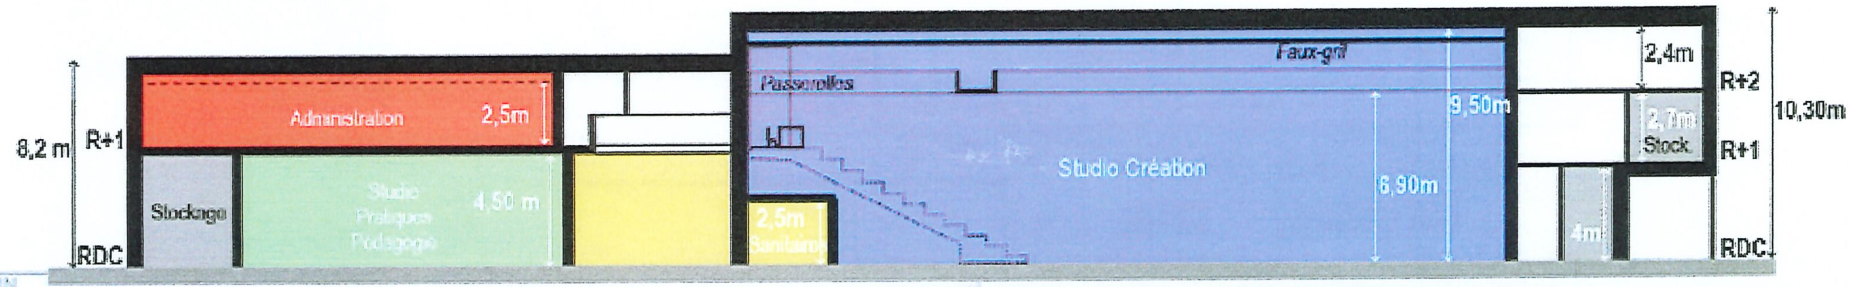 8,2 m
R+1
RDC
Administration
2,5m
Stockage
Studio
Pratiques
Pédagogie
4,50 m
2,5m
Sanitaires
Passerelles
Faux-gril
Studio Création
9,50m
6,90m
2,4m
2,7m
Stock.
4m
R+2
R+1
RDC
10,30m